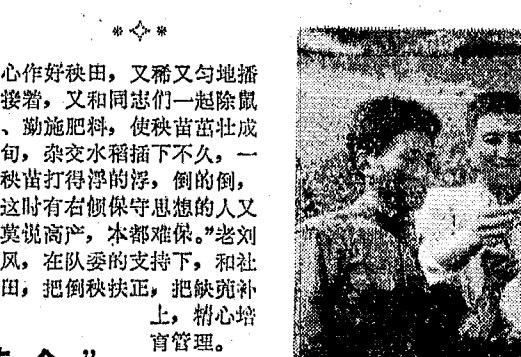 心作好秧田，又稀又匀地播
接着，又和同志们一起除鼠
、勤施肥料，使秧苗茁壮成
旬，杂交水稻插下不久，一
秧苗打得浮的浮，倒的倒，
这时有右倾保守思想的人又
莫说高产，本都难保。”老刘
风，在队委的支持下，和社
田，把倒秧扶正，把缺蔸补
上，精心培
育管理。